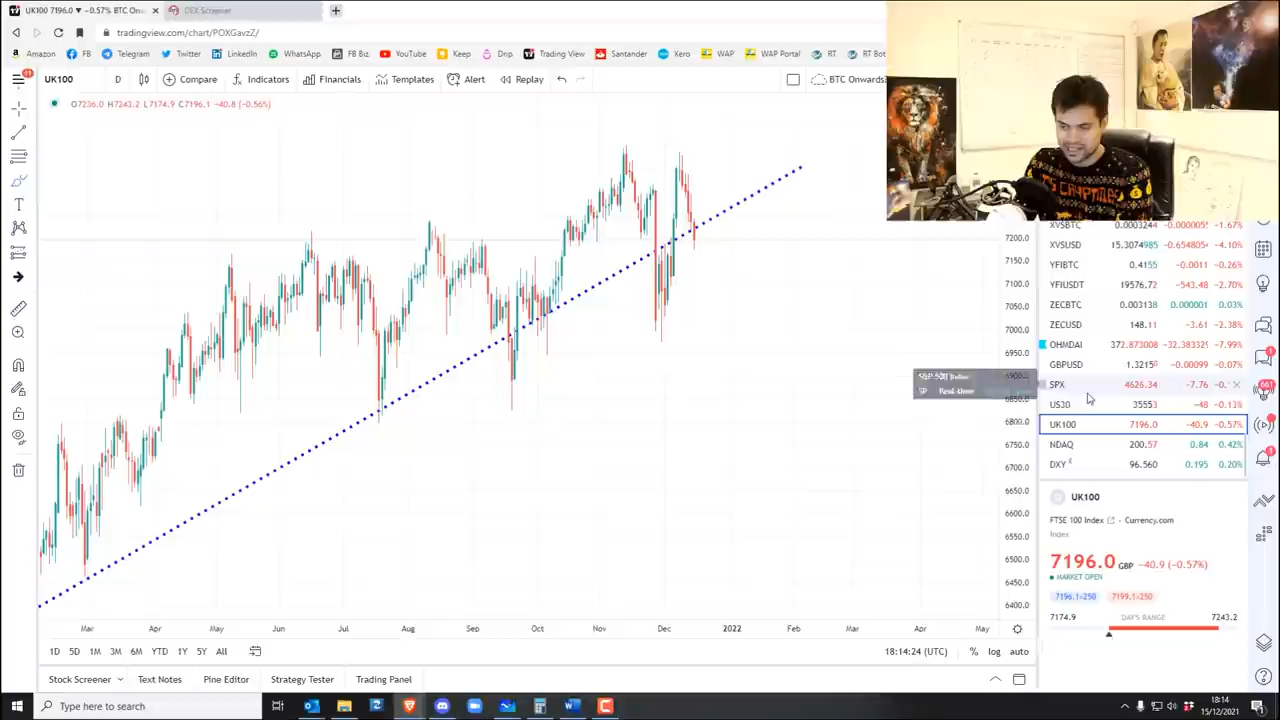 UK100 7196.0 ▼ −0.57% BTC On
DEX Screener
tradingview.com/chart/POXGavzZ/
Amazon FB Telegram Twitter LinkedIn WhatsApp FB Biz YouTube Keep Dnp Trading View Santander Xero WAP WAP Portal RT RT Bot
UK100 D Compare Indicators Financials Templates Alert Replay BTC Onwards?
O7236.0 H7243.2 L7174.9 C7196.1 −40.8 (−0.56%)
XVSBTC 0.0003244 −0.0000055 −1.67%
XVSUSD 15.3074985 −0.6548054 −4.10%
YFIBTC 0.4155 −0.0011 −0.26%
YFIUSDT 19576.72 −543.48 −2.70%
ZECBTC 0.003138 0.000001 0.03%
ZECUSD 148.11 −3.61 −2.38%
OHMDAI 372.873008 −32.383329 −7.99%
GBPUSD 1.3215⁰ −0.00099 −0.07%
SPX 4626.34 −7.76 −0.
US30 35553 −48 −0.13%
UK100 7196.0 −40.9 −0.57%
NDAQ 200.57 0.84 0.42%
DXY 96.560 0.195 0.20%
7200.0
7150.0
7100.0
7050.0
7000.0
6950.0
6900.0
6850.0
6800.0
6750.0
6700.0
6650.0
6600.0
6550.0
6500.0
6450.0
6400.0
Real-time
UK100
FTSE 100 Index · Currency.com
Index
7196.0 GBP −40.9 (−0.57%)
MARKET OPEN
7196.1×250 7199.1×250
7174.9 DAY'S RANGE 7243.2
Mar Apr May Jun Jul Aug Sep Oct Nov Dec 2022 Feb Mar Apr May
1D 5D 1M 3M 6M YTD 1Y 5Y All
18:14:24 (UTC) % log auto
Stock Screener Text Notes Pine Editor Strategy Tester Trading Panel
Type here to search
18:14
15/12/2021